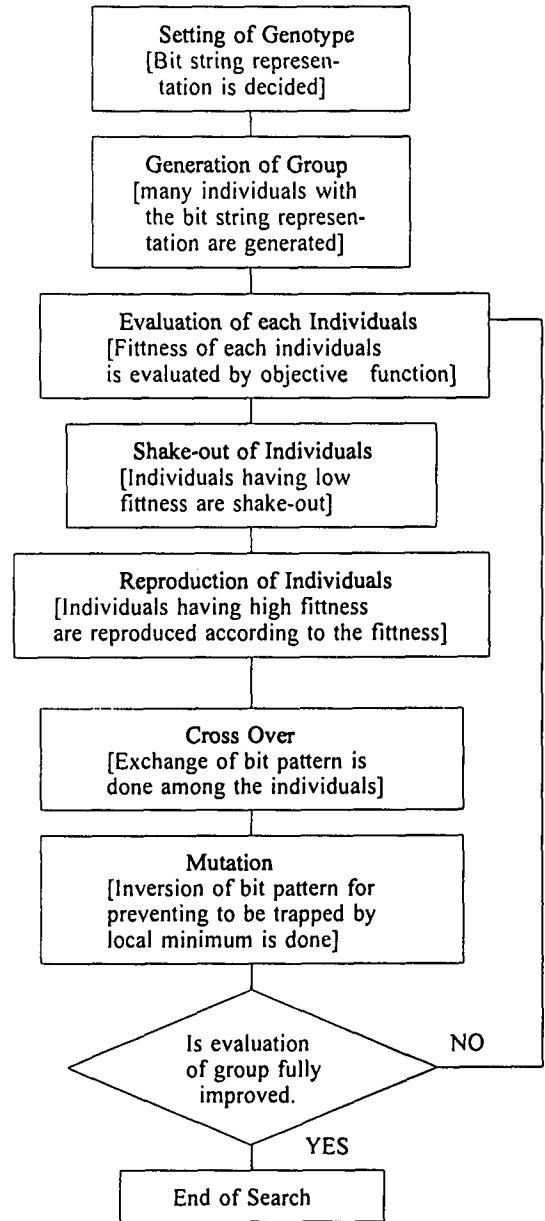 Setting of Genotype
[Bit string represen-
tation is decided]
Generation of Group
[many individuals with
the bit string represen-
tation are generated]
Evaluation of each Individuals
[Fittness of each individuals
is evaluated by objective function]
Shake-out of Individuals
[Individuals having low
fittness are shake-out]
Reproduction of Individuals
[Individuals having high fittness
are reproduced according to the fittness]
Cross Over
[Exchange of bit pattern is
done among the individuals]
Mutation
[Inversion of bit pattern for
preventing to be trapped by
local minimum is done]
Is evaluation
of group fully
improved.
NO
YES
End of Search